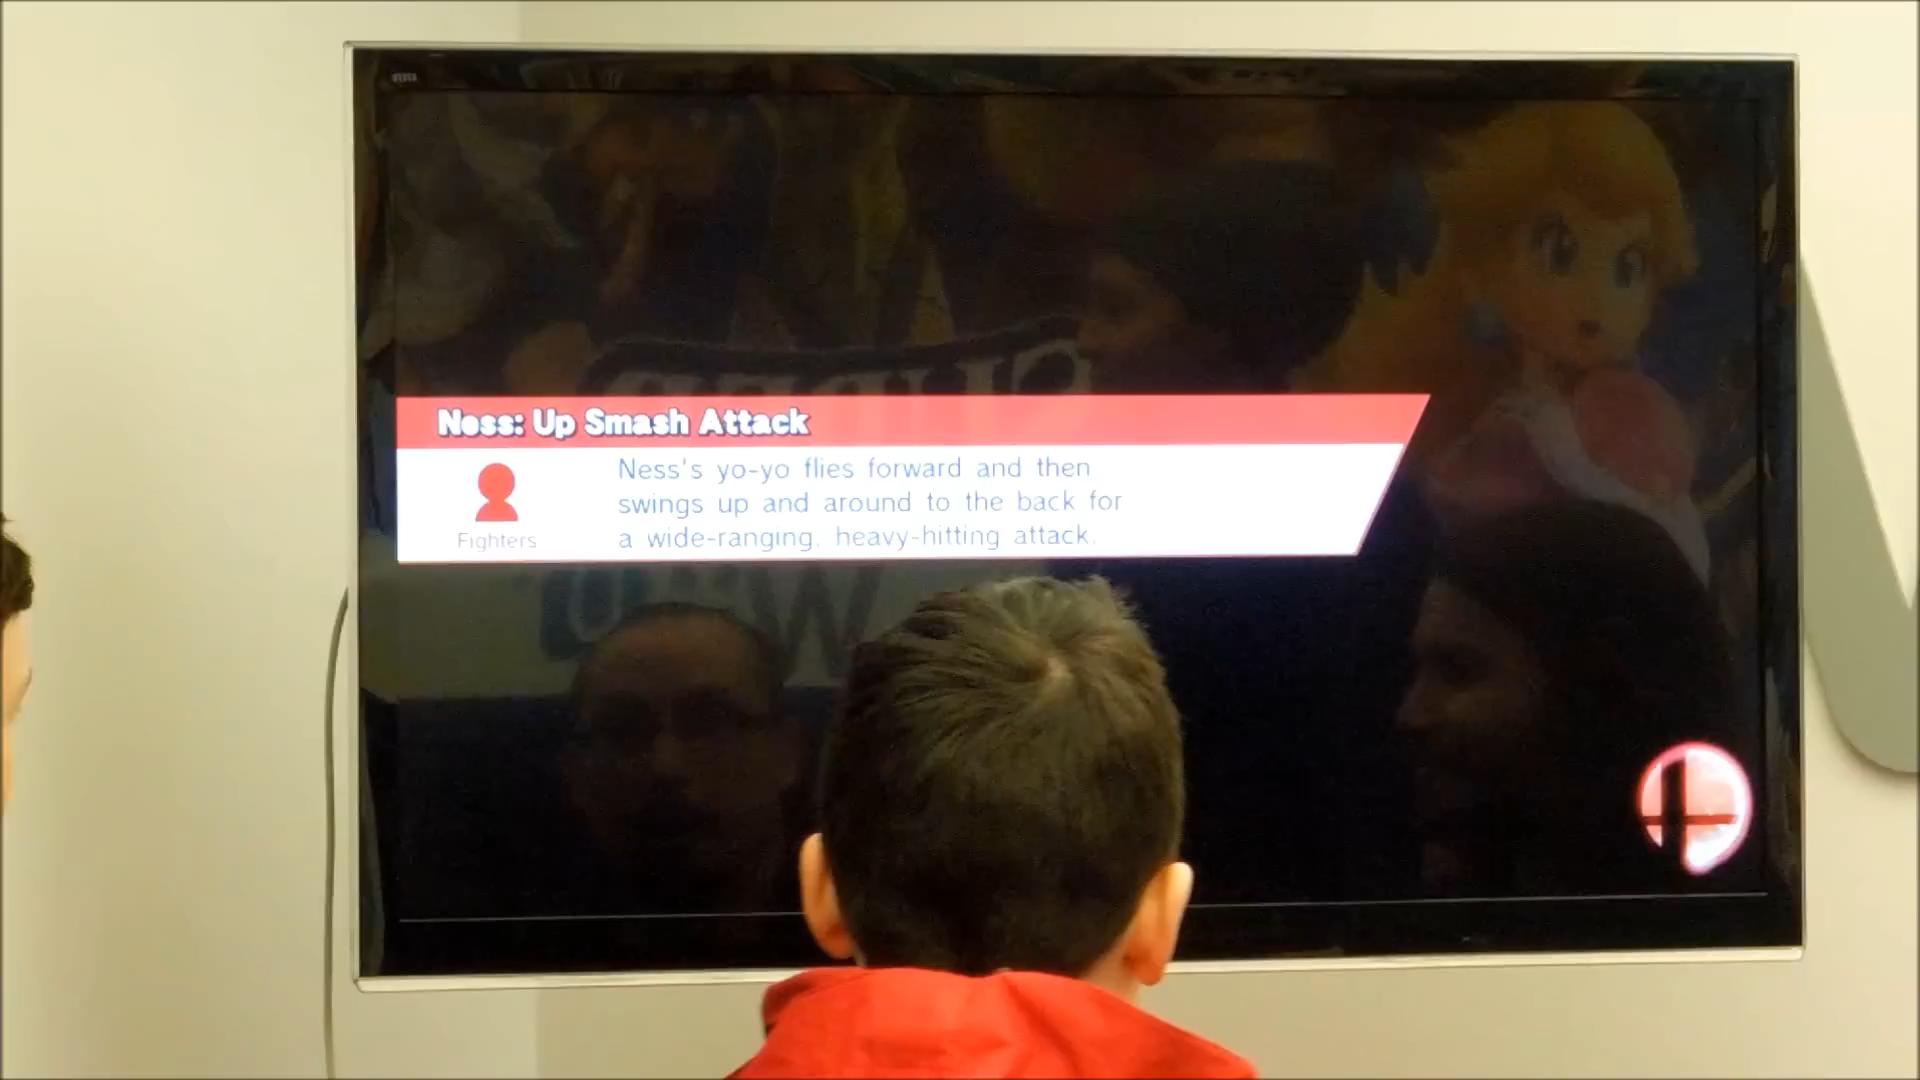 Ness: Up Smash Attack
Ness's yo-yo flies forward and then
swings up and around to the back for
a wide-ranging, heavy-hitting attack.
Fighters